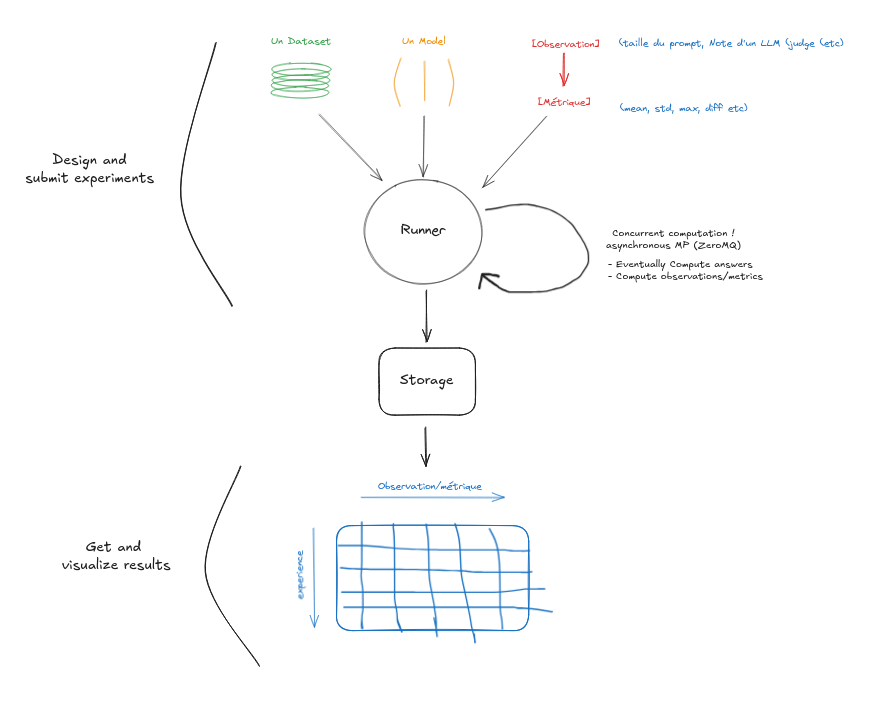 Un Dataset
Un Model
[Observation]
(taille du prompt, Note d'un LLM (judge (etc)
[Métrique]
(mean, std, max, diff etc)
Design and
submit experiments
Runner
Concurrent computation !
asynchronous MP (ZeroMQ)
- Eventually Compute answers
- Compute observations/metrics
Storage
Observation/métrique
Get and
visualize results
experience